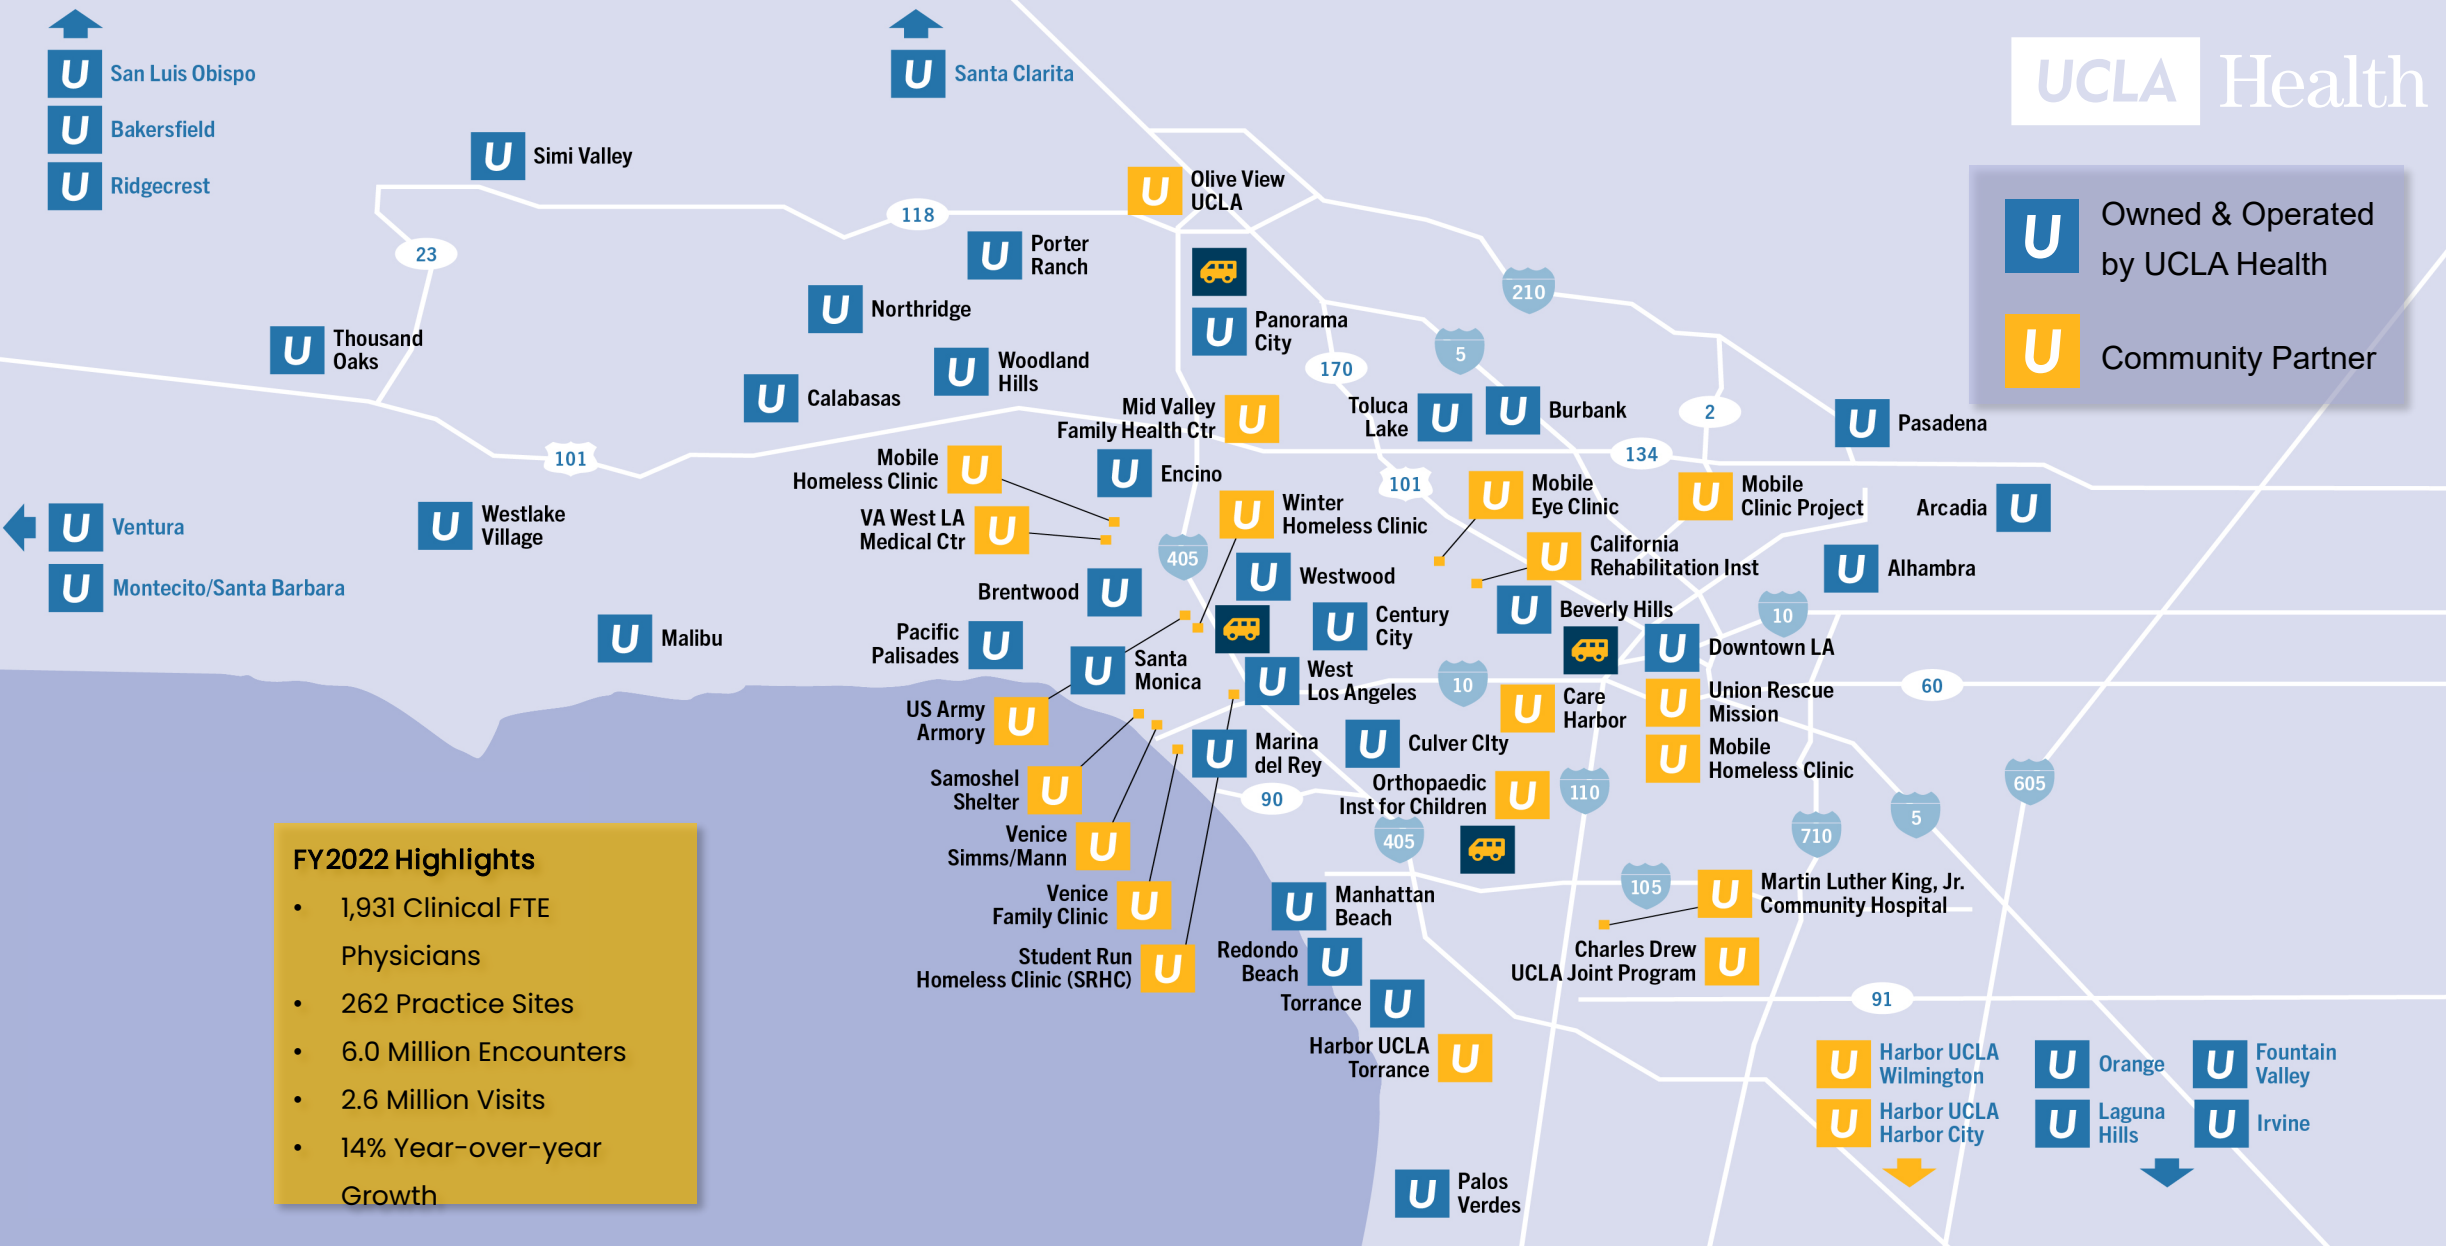 San Luis Obispo
Bakersfield
Ridgecrest
Santa Clarita
UCLA Health
U Owned & Operated
by UCLA Health
U Community Partner
Simi Valley
Olive View
UCLA
118
23
Porter
Ranch
Northridge
Panorama
City
210
5
170
Thousand
Oaks
Woodland
Hills
Calabasas
Mid Valley
Family Health Ctr
Toluca
Lake
Burbank
2
Pasadena
101
134
Mobile
Homeless Clinic
Encino
101
Mobile
Eye Clinic
Mobile
Clinic Project
Arcadia
Ventura
Westlake
Village
VA West LA
Medical Ctr
Winter
Homeless Clinic
405
California
Rehabilitation Inst
Alhambra
Montecito/Santa Barbara
Brentwood
Westwood
Beverly Hills
10
Malibu
Pacific
Palisades
Century
City
Downtown LA
Santa
Monica
West
Los Angeles
10
60
US Army
Armory
Care
Harbor
Union Rescue
Mission
Marina
del Rey
Culver CIty
Mobile
Homeless Clinic
Samoshel
Shelter
90
Orthopaedic
Inst for Children
110
605
Venice
Simms/Mann
405
710
5
Venice
Family Clinic
Manhattan
Beach
105
Martin Luther King, Jr.
Community Hospital
Student Run
Homeless Clinic (SRHC)
Redondo
Beach
Charles Drew
UCLA Joint Program
Torrance
91
Harbor UCLA
Torrance
Harbor UCLA
Wilmington
Orange
Fountain
Valley
Harbor UCLA
Harbor City
Laguna
Hills
Irvine
Palos
Verdes
FY2022 Highlights
• 1,931 Clinical FTE
Physicians
• 262 Practice Sites
• 6.0 Million Encounters
• 2.6 Million Visits
• 14% Year-over-year
Growth